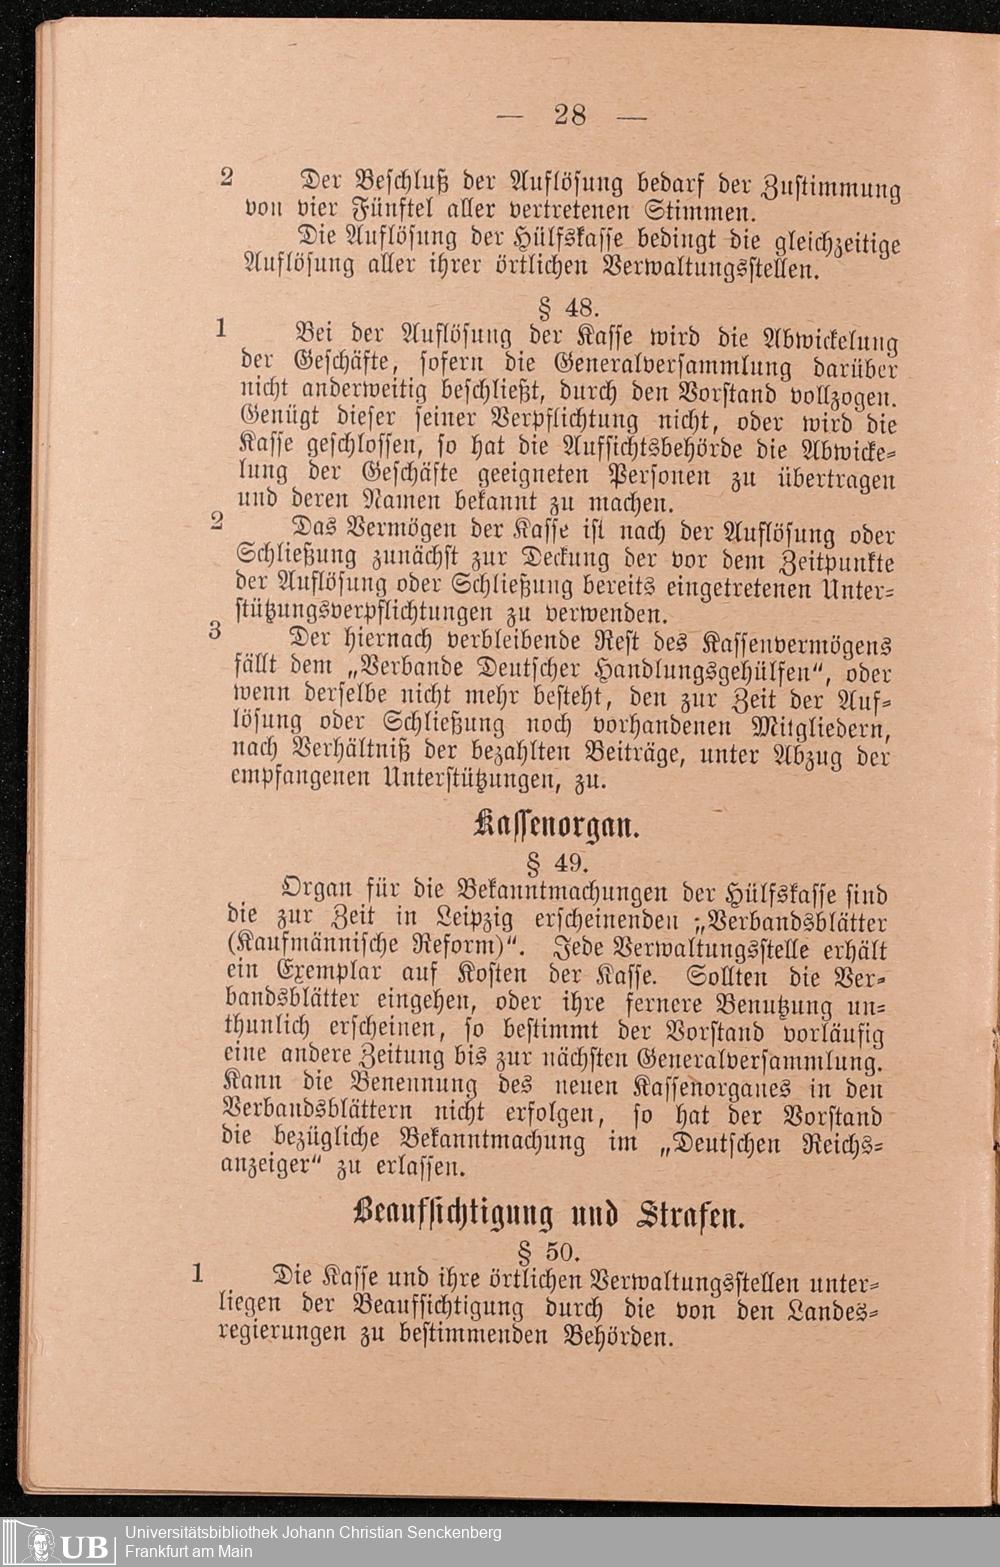 — 28 —
2 Der Beschluß der Auflösung bedarf der Zustimmung
von vier Fünftel aller vertretenen Stimmen.
Die Auflösung der Hülfskasse bedingt die gleichzeitige
Auflösung aller ihrer örtlichen Verwaltungsstellen.
§ 48.
1 Bei der Auflösung der Kasse wird die Abwickelung
der Geschäfte, sofern die Generalversammlung darüber
nicht anderweitig beschließt, durch den Vorstand vollzogen.
Genügt dieser seiner Verpflichtung nicht, oder wird die
Kasse geschlossen, so hat die Aufsichtsbehörde die Abwicke-
lung der Geschäfte geeigneten Personen zu übertragen
und deren Namen bekannt zu machen.
2 Das Vermögen der Kasse ist nach der Auflösung oder
Schließung zunächst zur Deckung der vor dem Zeitpunkte
der Auflösung oder Schließung bereits eingetretenen Unter-
stützungsverpflichtungen zu verwenden.
3 Der hiernach verbleibende Rest des Kassenvermögens
fällt dem „Verbande Deutscher Handlungsgehülfen“, oder
wenn derselbe nicht mehr besteht, den zur Zeit der Auf-
lösung oder Schließung noch vorhandenen Mitgliedern,
nach Verhältniß der bezahlten Beiträge, unter Abzug der
empfangenen Unterstützungen, zu.
Kassenorgan.
§ 49.
Organ für die Bekanntmachungen der Hülfskasse sind
die zur Zeit in Leipzig erscheinenden „Verbandsblätter
(Kaufmännische Reform)“. Jede Verwaltungsstelle erhält
ein Exemplar auf Kosten der Kasse. Sollten die Ver-
bandsblätter eingehen, oder ihre fernere Benutzung un-
thunlich erscheinen, so bestimmt der Vorstand vorläufig
eine andere Zeitung bis zur nächsten Generalversammlung.
Kann die Benennung des neuen Kassenorganes in den
Verbandsblättern nicht erfolgen, so hat der Vorstand
die bezügliche Bekanntmachung im „Deutschen Reichs-
anzeiger“ zu erlassen.
Beaufsichtigung und Strafen.
§ 50.
1 Die Kasse und ihre örtlichen Verwaltungsstellen unter-
liegen der Beaufsichtigung durch die von den Landes-
regierungen zu bestimmenden Behörden.
UB Universitätsbibliothek Johann Christian Senckenberg
Frankfurt am Main